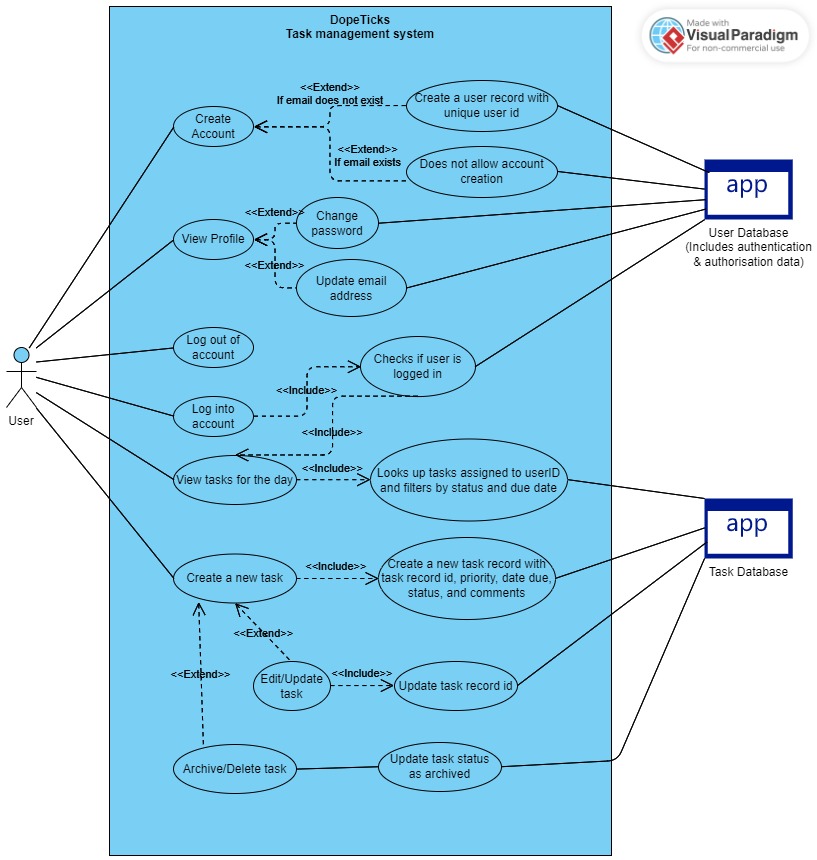 DopeTicks
Task management system
Made with
VisualParadigm
For non-commercial use
<<Extend>>
If email does not exist
Create a user record with
unique user id
Create
Account
<<Extend>>
If email exists
Does not allow account
creation
app
User Database
(Includes authentication
& authorisation data)
<<Extend>>
Change
password
View Profile
<<Extend>>
Update email
address
Log out of
account
Checks if user is
logged in
<<Include>>
Log into
account
User
<<Include>>
View tasks for the day
<<Include>>
Looks up tasks assigned to userID
and filters by status and due date
app
Task Database
Create a new task
<<Include>>
Create a new task record with
task record id, priority, date due,
status, and comments
<<Extend>>
<<Extend>>
Edit/Update
task
<<Include>>
Update task record id
Archive/Delete task
Update task status
as archived